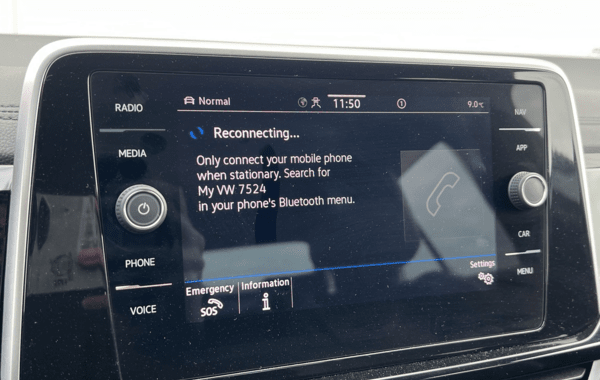 RADIO
MEDIA
PHONE
VOICE
Normal
11:50
1
9.0°C
Reconnecting...
Only connect your mobile phone
when stationary. Search for
My VW 7524
in your phone's Bluetooth menu.
Settings
Emergency
SOS
Information
i
NAV
APP
CAR
MENU